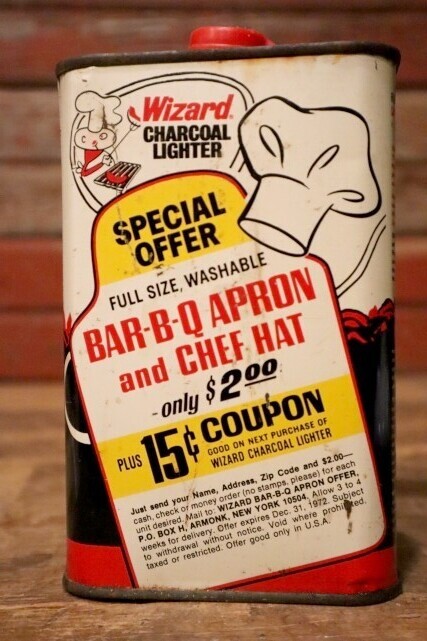 Wizard®
CHARCOAL
LIGHTER
SPECIAL
OFFER
FULL SIZE, WASHABLE
BAR-B-Q APRON
and CHEF HAT
only $2.00
PLUS 15¢ COUPON
GOOD ON NEXT PURCHASE OF
WIZARD CHARCOAL LIGHTER
Just send your Name, Address, Zip Code and $2.00—
cash, check or money order (no stamps, please) for each
unit desired. Mail to: WIZARD BAR-B-Q APRON OFFER,
P.O. BOX H, ARMONK, NEW YORK 10504. Allow 3 to 4
weeks for delivery. Offer expires Dec. 31, 1972. Subject
to withdrawal without notice. Void where prohibited,
taxed or restricted. Offer good only in U.S.A.